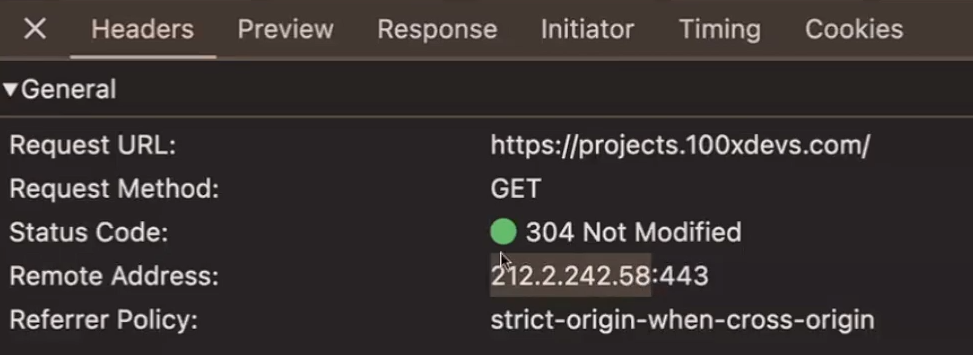 Headers Preview Response Initiator Timing Cookies
▼General
Request URL: https://projects.100xdevs.com/
Request Method: GET
Status Code: 304 Not Modified
Remote Address: 212.2.242.58:443
Referrer Policy: strict-origin-when-cross-origin